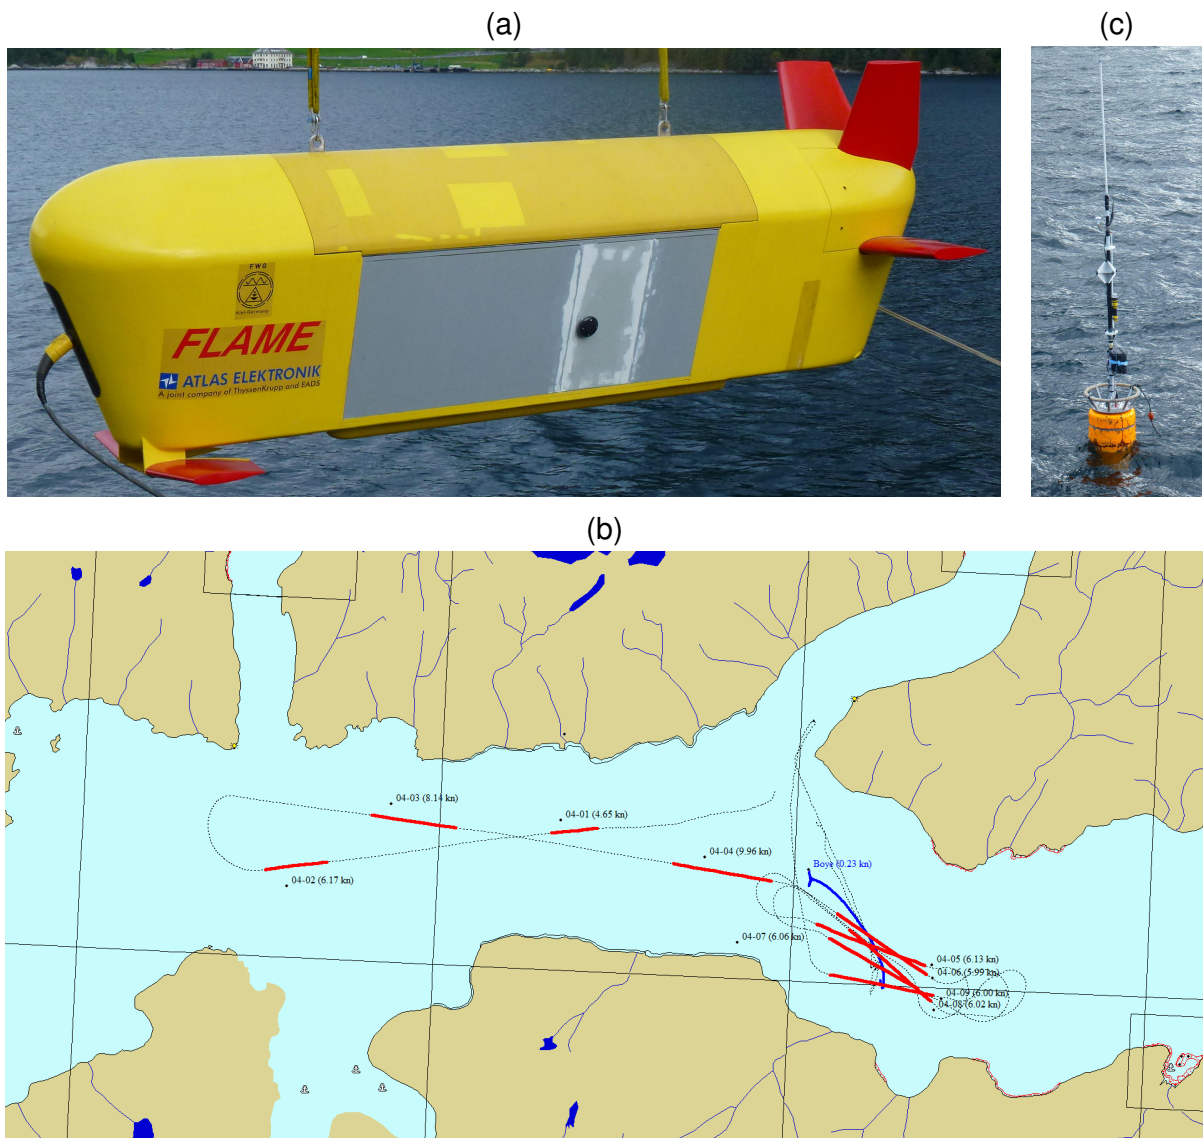 (a)
(c)
FWG
Kiel-Germany
FLAME
ATLAS ELEKTRONIK
A joint company of ThyssenKrupp and EADS
(b)
04-03 (8.14 kn)
04-01 (4.65 kn)
04-04 (9.96 kn)
Boye (0.23 kn)
04-02 (6.17 kn)
04-07 (6.06 kn)
04-05 (6.13 kn)
04-06 (5.99 kn)
04-09 (6.00 kn)
04-08 (6.02 kn)